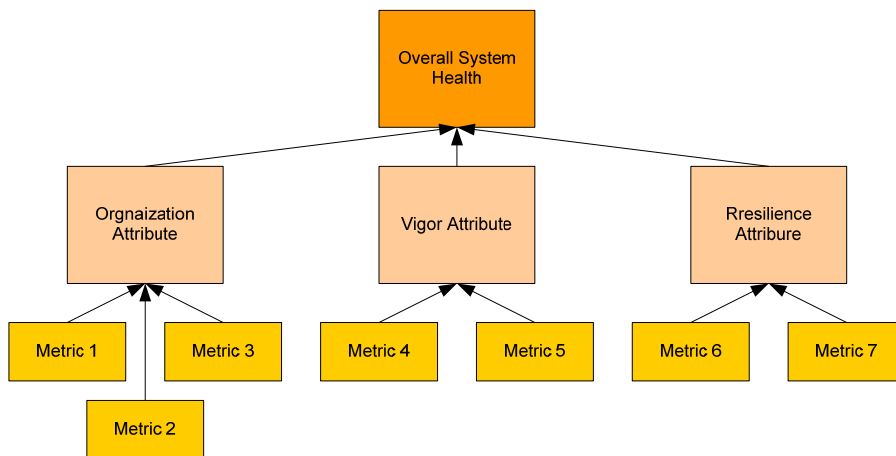 Overall System
Health
Orgnaization
Attribute
Vigor Attribute
Rresilience
Attribure
Metric 1
Metric 3
Metric 4
Metric 5
Metric 6
Metric 7
Metric 2